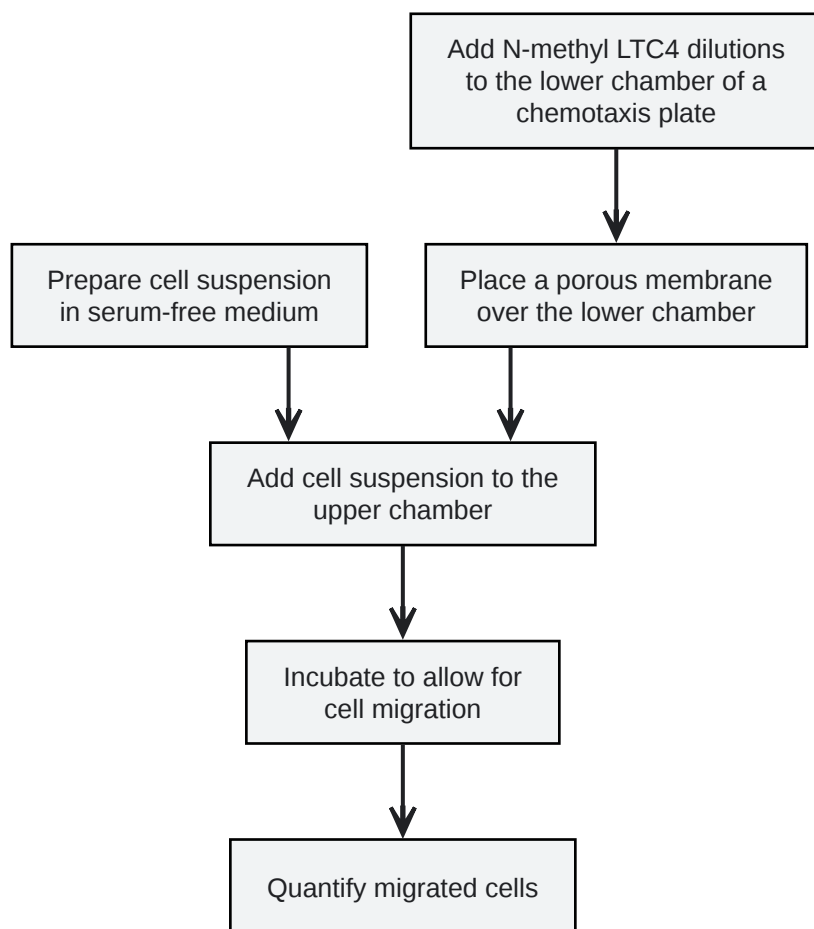 Add N-methyl LTC4 dilutions
to the lower chamber of a
chemotaxis plate
Prepare cell suspension
in serum-free medium
Place a porous membrane
over the lower chamber
Add cell suspension to the
upper chamber
Incubate to allow for
cell migration
Quantify migrated cells